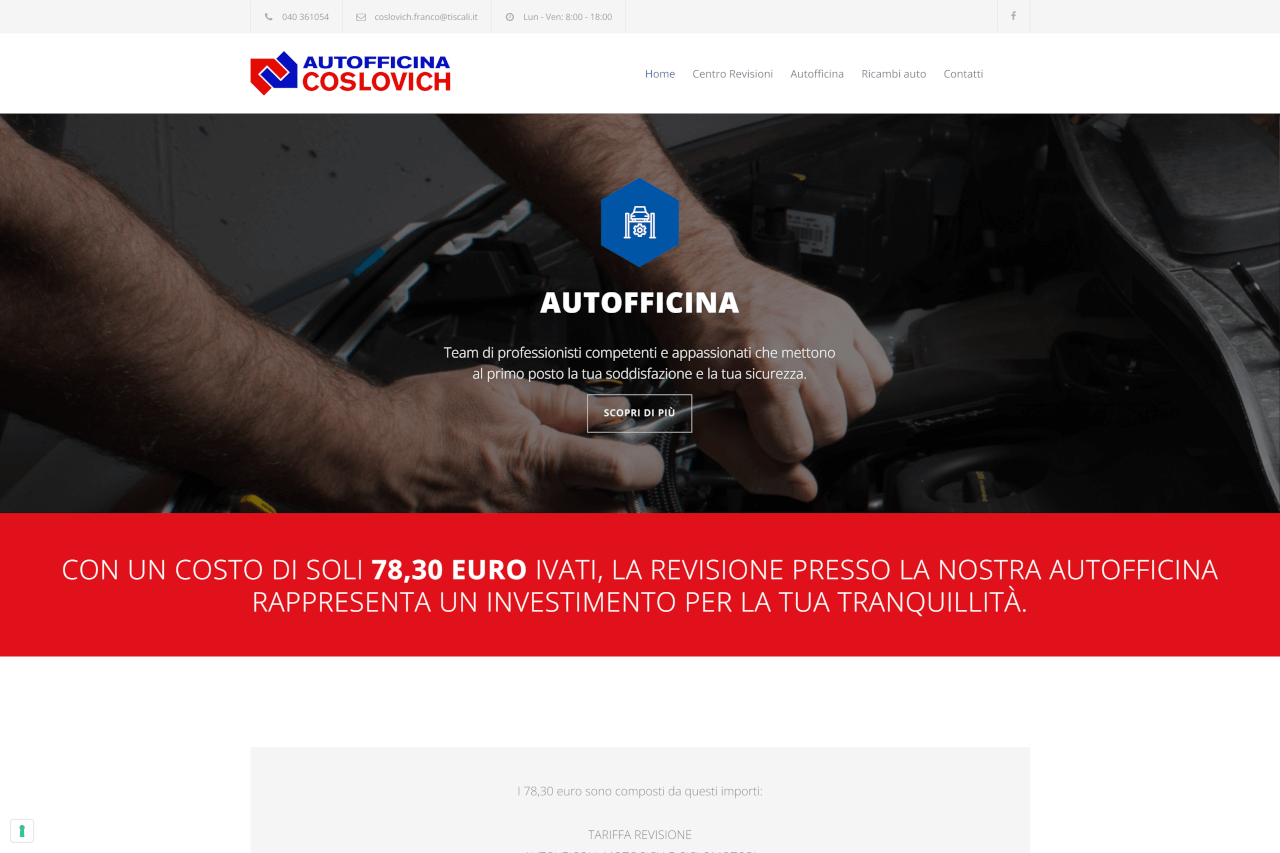 040 361054
coslovich.franco@tiscali.it
Lun - Ven: 8:00 - 18:00
AUTOFFICINA
COSLOVICH
Home
Centro Revisioni
Autofficina
Ricambi auto
Contatti
AUTOFFICINA
Team di professionisti competenti e appassionati che mettono
al primo posto la tua soddisfazione e la tua sicurezza.
SCOPRI DI PIÙ
CON UN COSTO DI SOLI 78,30 EURO IVATI, LA REVISIONE PRESSO LA NOSTRA AUTOFFICINA
RAPPRESENTA UN INVESTIMENTO PER LA TUA TRANQUILLITÀ.
I 78,30 euro sono composti da questi importi:
TARIFFA REVISIONE